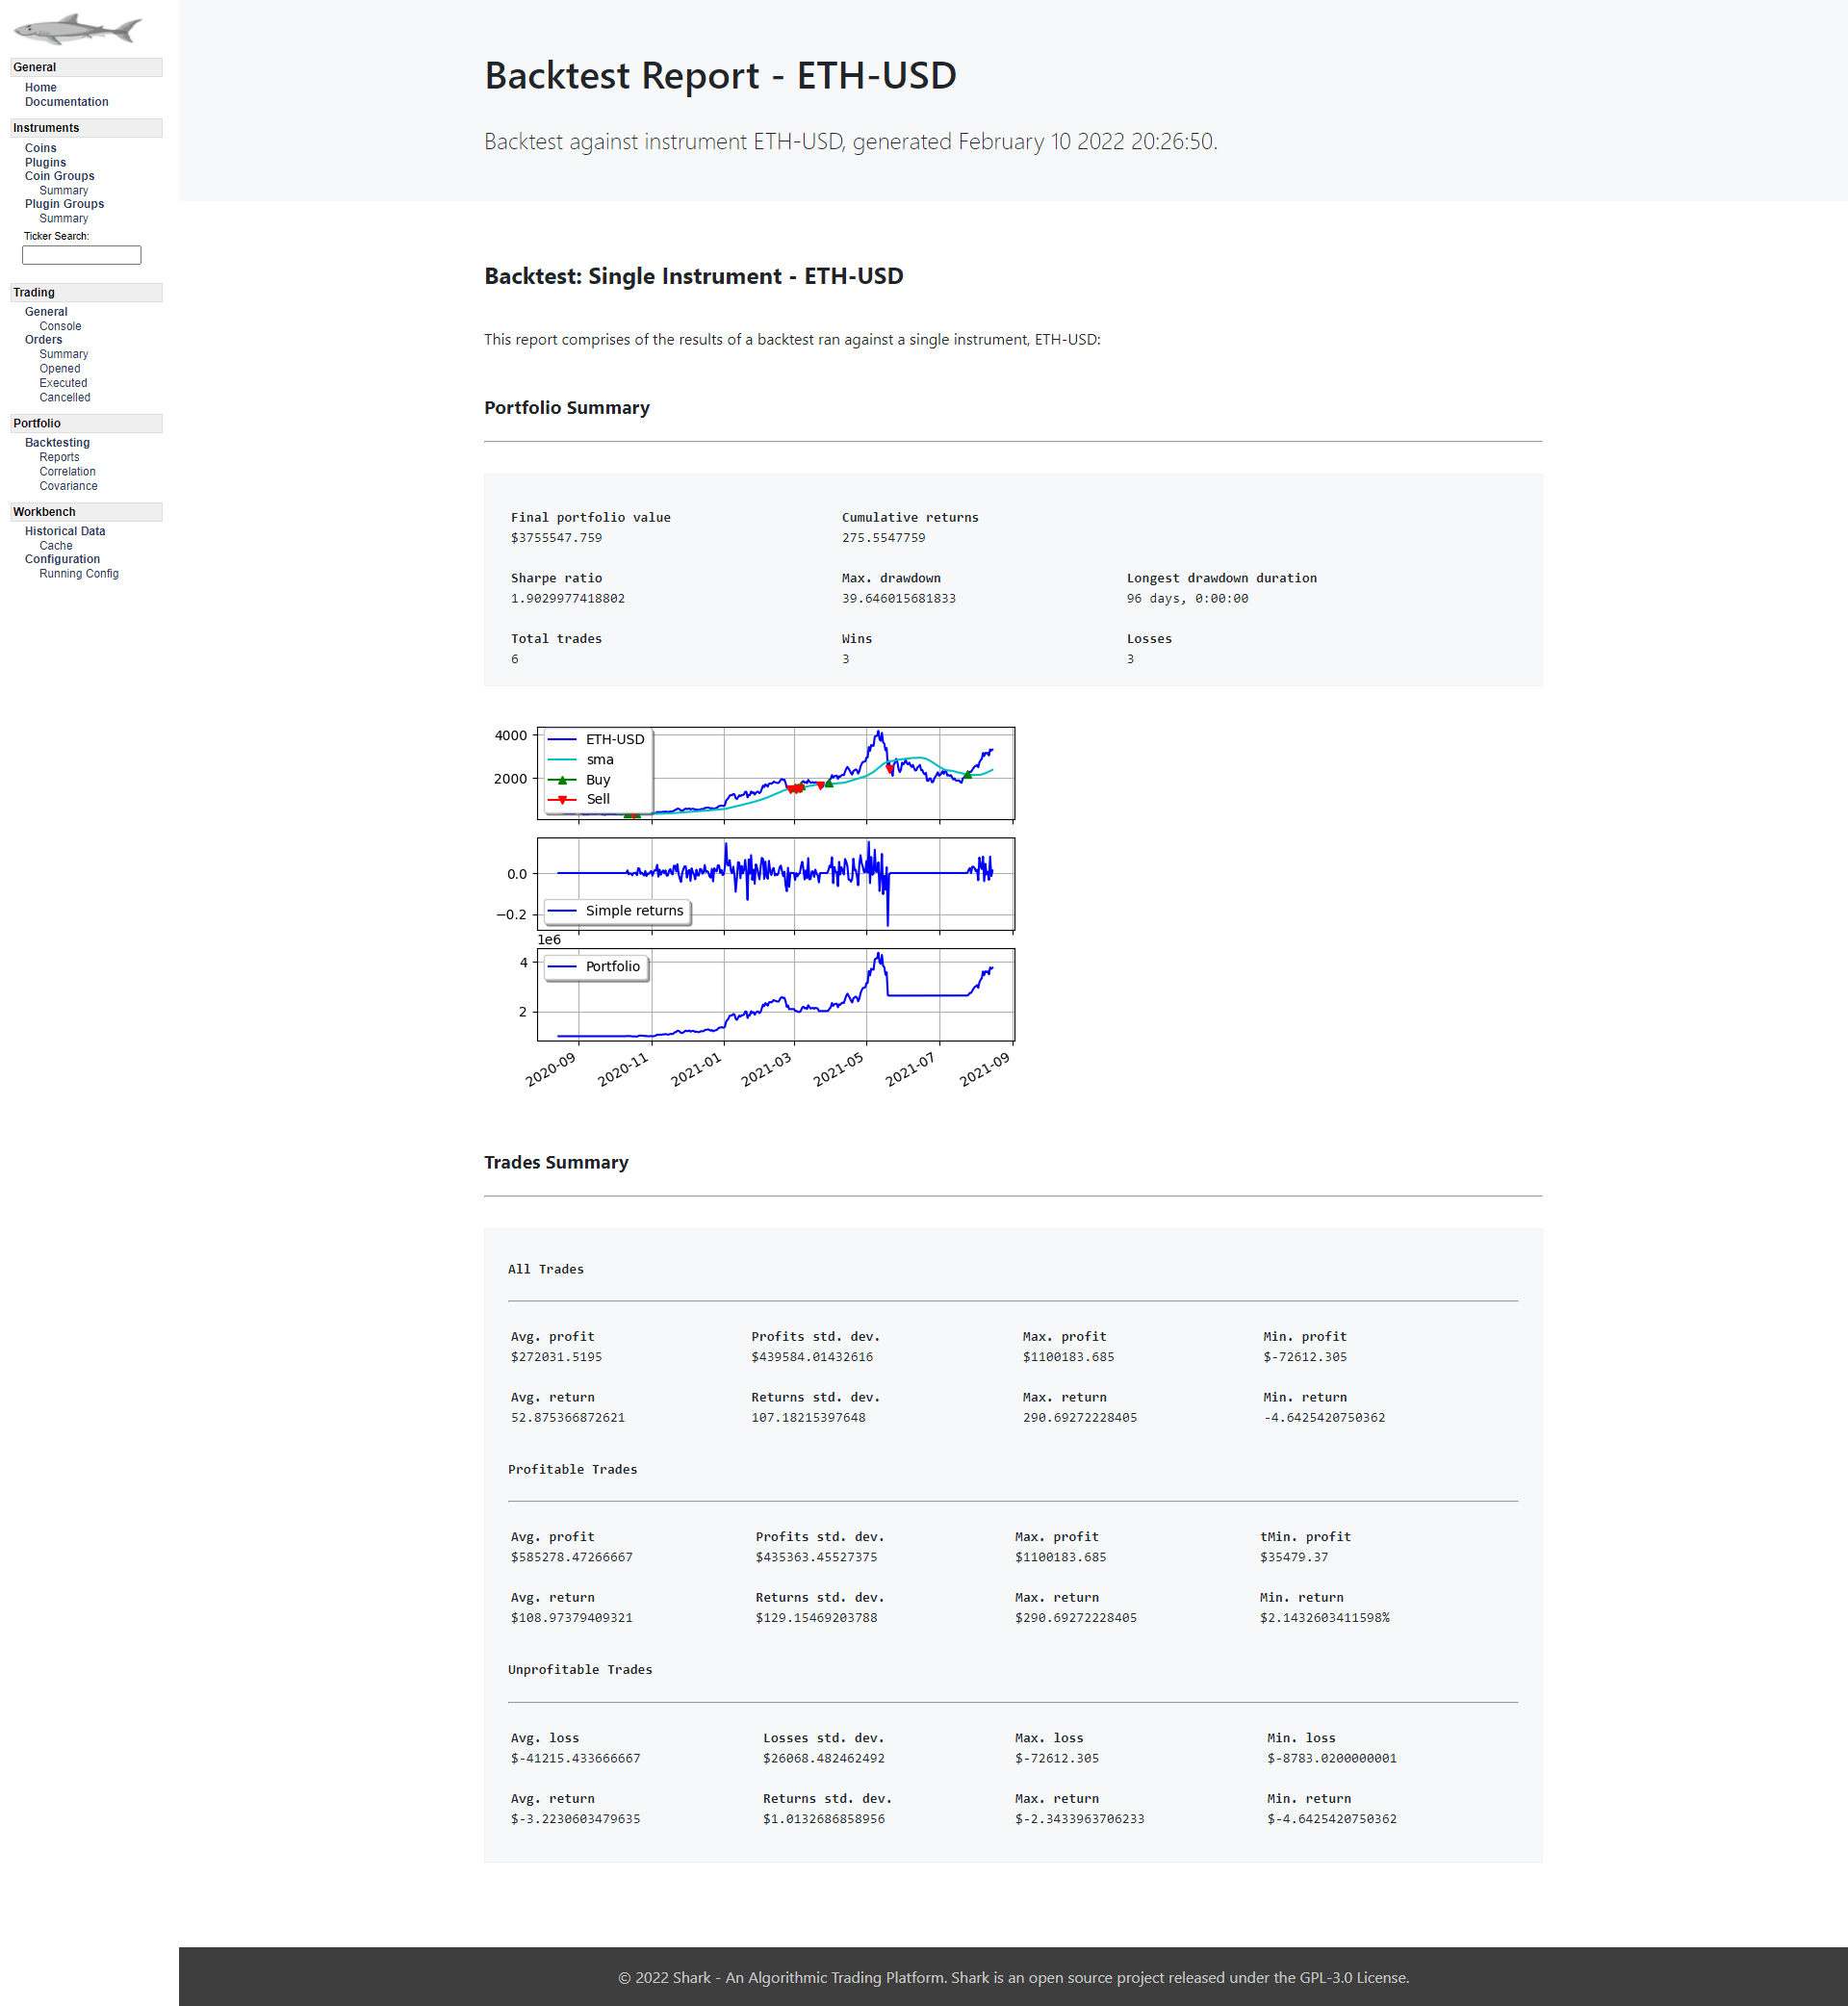 General
Home
Documentation
Instruments
Coins
Plugins
Coin Groups
Summary
Plugin Groups
Summary
Ticker Search:
Trading
General
Console
Orders
Summary
Opened
Executed
Cancelled
Portfolio
Backtesting
Reports
Correlation
Covariance
Workbench
Historical Data
Cache
Configuration
Running Config
Backtest Report - ETH-USD
Backtest against instrument ETH-USD, generated February 10 2022 20:26:50.
Backtest: Single Instrument - ETH-USD
This report comprises of the results of a backtest ran against a single instrument, ETH-USD:
Portfolio Summary
Final portfolio value Cumulative returns
$3755547.759 275.5547759
Sharpe ratio Max. drawdown Longest drawdown duration
1.9029977418802 39.646015681833 96 days, 0:00:00
Total trades Wins Losses
6 3 3
4000
2000
ETH-USD
sma
Buy
Sell
0.0
−0.2
Simple returns
1e6
4
2
Portfolio
2020-09 2020-11 2021-01 2021-03 2021-05 2021-07 2021-09
Trades Summary
All Trades
Avg. profit Profits std. dev. Max. profit Min. profit
$272031.5195 $439584.01432616 $1100183.685 $-72612.305
Avg. return Returns std. dev. Max. return Min. return
52.875366872621 107.18215397648 290.69272228405 -4.6425420750362
Profitable Trades
Avg. profit Profits std. dev. Max. profit tMin. profit
$585278.47266667 $435363.45527375 $1100183.685 $35479.37
Avg. return Returns std. dev. Max. return Min. return
$108.97379409321 $129.15469203788 $290.69272228405 $2.1432603411598%
Unprofitable Trades
Avg. loss Losses std. dev. Max. loss Min. loss
$-41215.433666667 $26068.482462492 $-72612.305 $-8783.0200000001
Avg. return Returns std. dev. Max. return Min. return
$-3.2230603479635 $1.0132686858956 $-2.3433963706233 $-4.6425420750362
© 2022 Shark - An Algorithmic Trading Platform. Shark is an open source project released under the GPL-3.0 License.